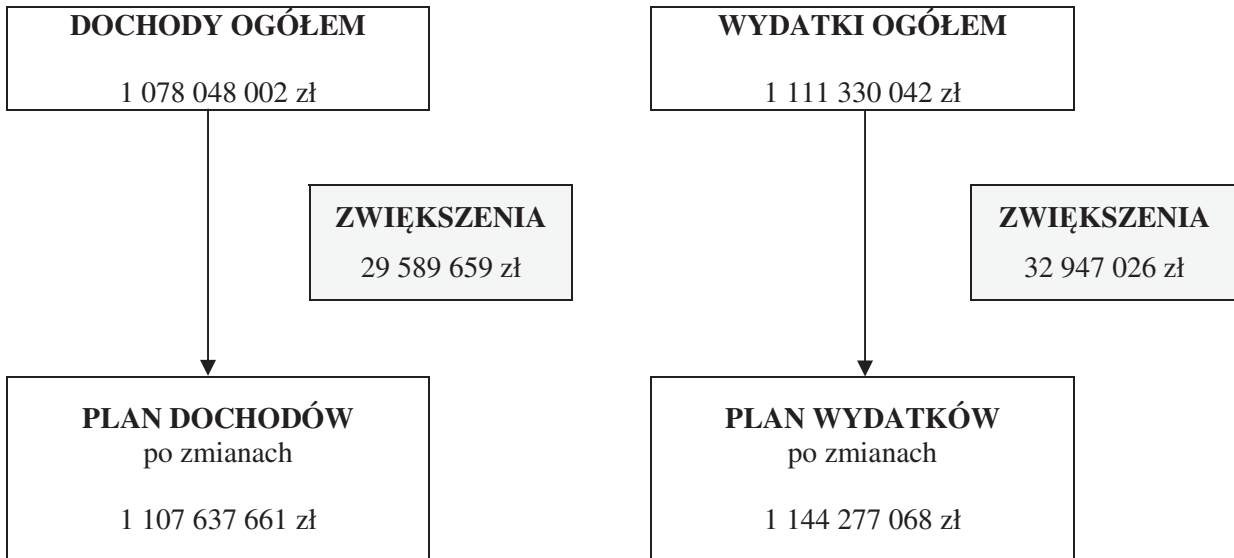 DOCHODY OGÓŁEM
1 078 048 002 zł
WYDATKI OGÓŁEM
1 111 330 042 zł
ZWIĘKSZENIA
29 589 659 zł
ZWIĘKSZENIA
32 947 026 zł
PLAN DOCHODÓW
po zmianach
1 107 637 661 zł
PLAN WYDATKÓW
po zmianach
1 144 277 068 zł